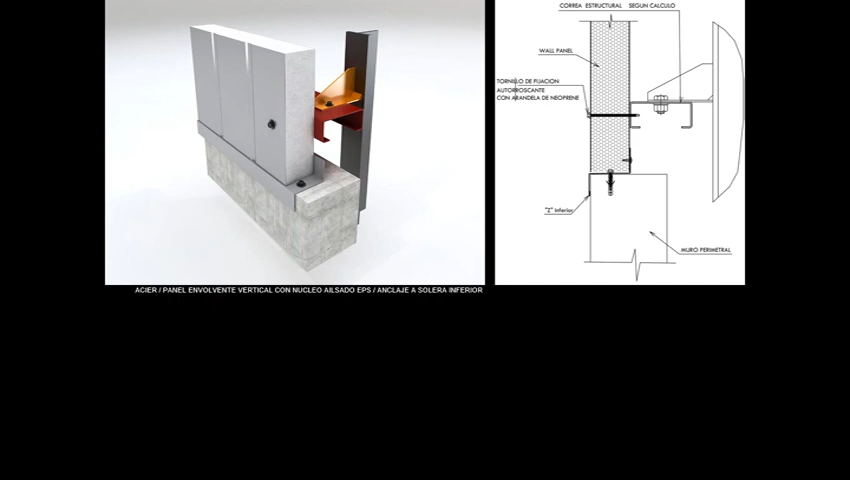 CORREA ESTRUCTURAL SEGUN CALCULO
WALL PANEL
TORNILLO DE FIJACION
AUTORROSCANTE
CON ARANDELA DE NEOPRENE
"Z" Inferior
MURO PERIMETRAL
ACIER / PANEL ENVOLVENTE VERTICAL CON NUCLEO AILSADO EPS / ANCLAJE A SOLERA INFERIOR